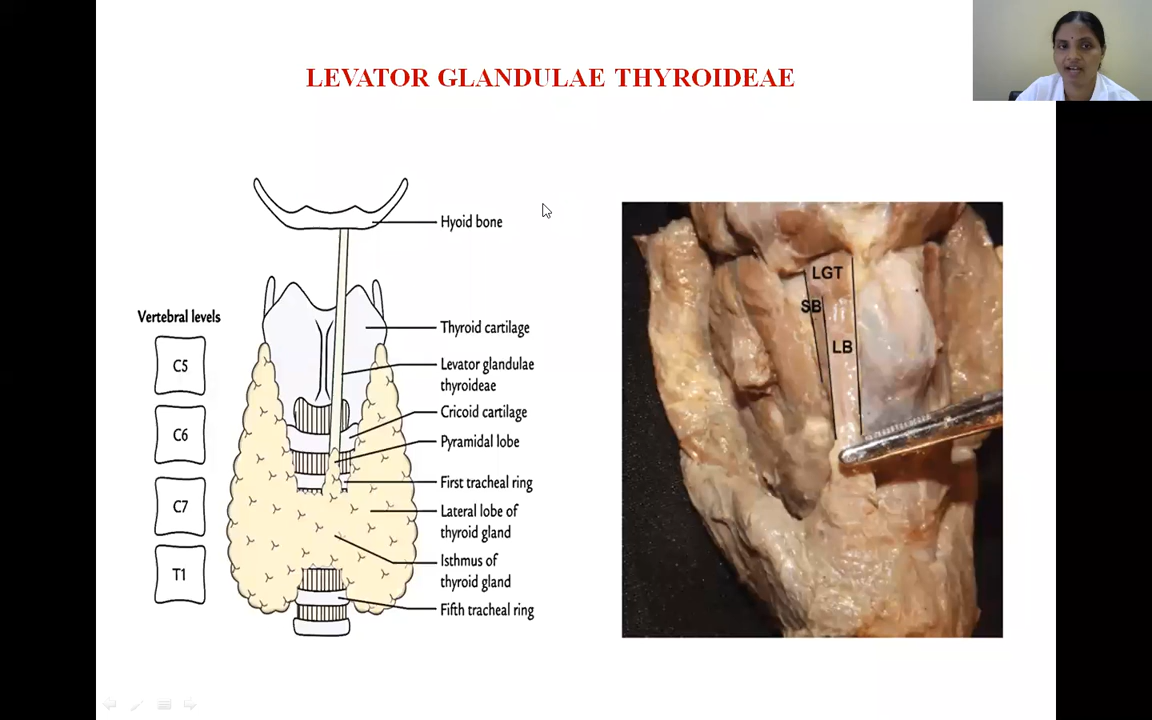 LEVATOR GLANDULAE THYROIDEAE
Hyoid bone
Vertebral levels
C5
C6
C7
T1
Thyroid cartilage
Levator glandulae
thyroideae
Cricoid cartilage
Pyramidal lobe
First tracheal ring
Lateral lobe of
thyroid gland
Isthmus of
thyroid gland
Fifth tracheal ring
LGT
SB
LB